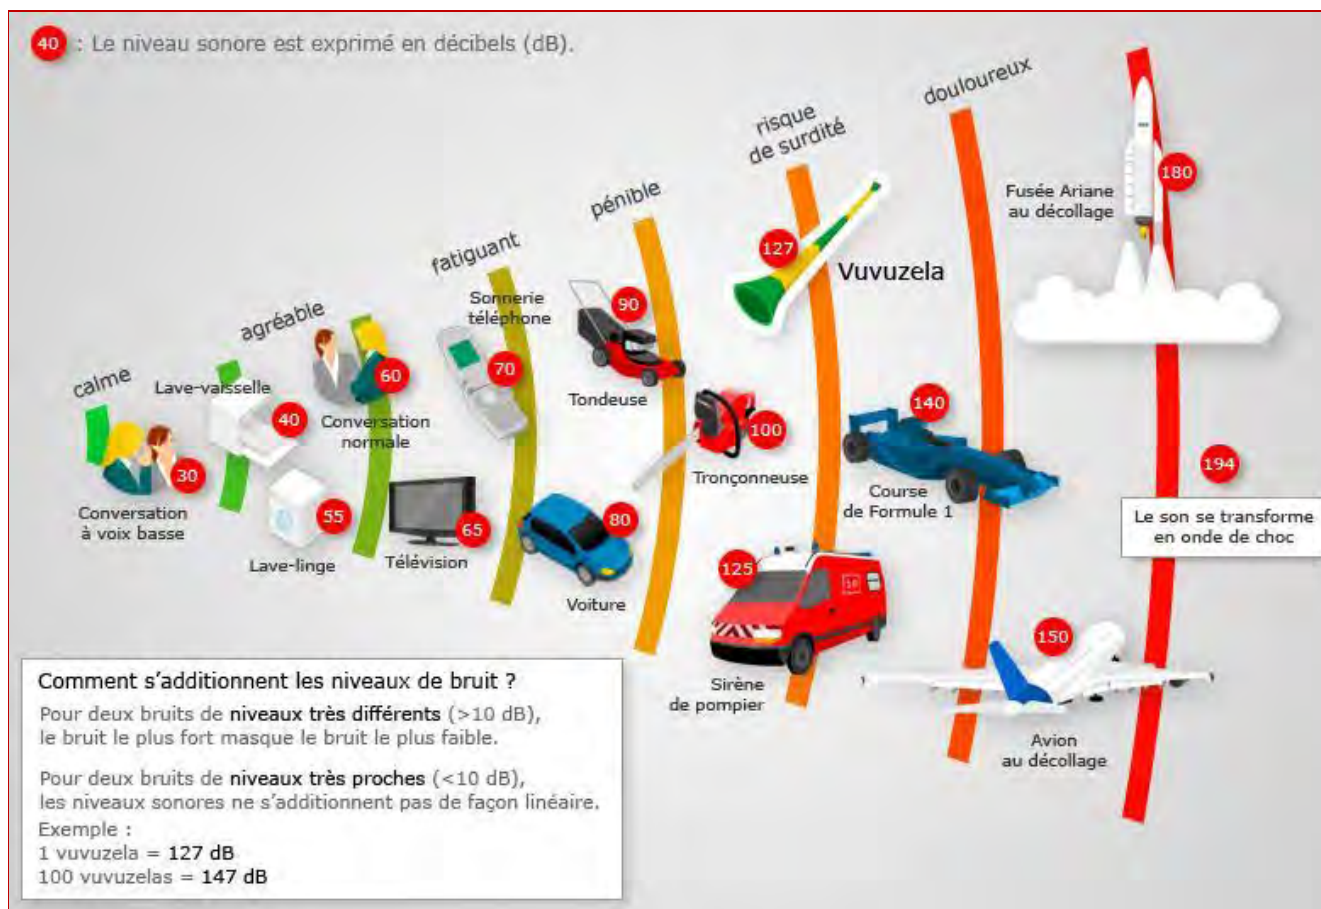 40 : Le niveau sonore est exprimé en décibels (dB).
calme
agréable
fatiguant
pénible
risque
de surdité
douloureux
30
Conversation
à voix basse
Lave-vaisselle
40
55
Lave-linge
60
Conversation
normale
65
Télévision
Sonnerie
téléphone
70
80
Voiture
90
Tondeuse
100
Tronçonneuse
127
Vuvuzela
125
Sirène
de pompier
140
Course
de Formule 1
150
Avion
au décollage
Fusée Ariane
au décollage
180
194
Le son se transforme
en onde de choc
Comment s'additionnent les niveaux de bruit ?
Pour deux bruits de niveaux très différents (>10 dB),
le bruit le plus fort masque le bruit le plus faible.
Pour deux bruits de niveaux très proches (<10 dB),
les niveaux sonores ne s'additionnent pas de façon linéaire.
Exemple :
1 vuvuzela = 127 dB
100 vuvuzelas = 147 dB